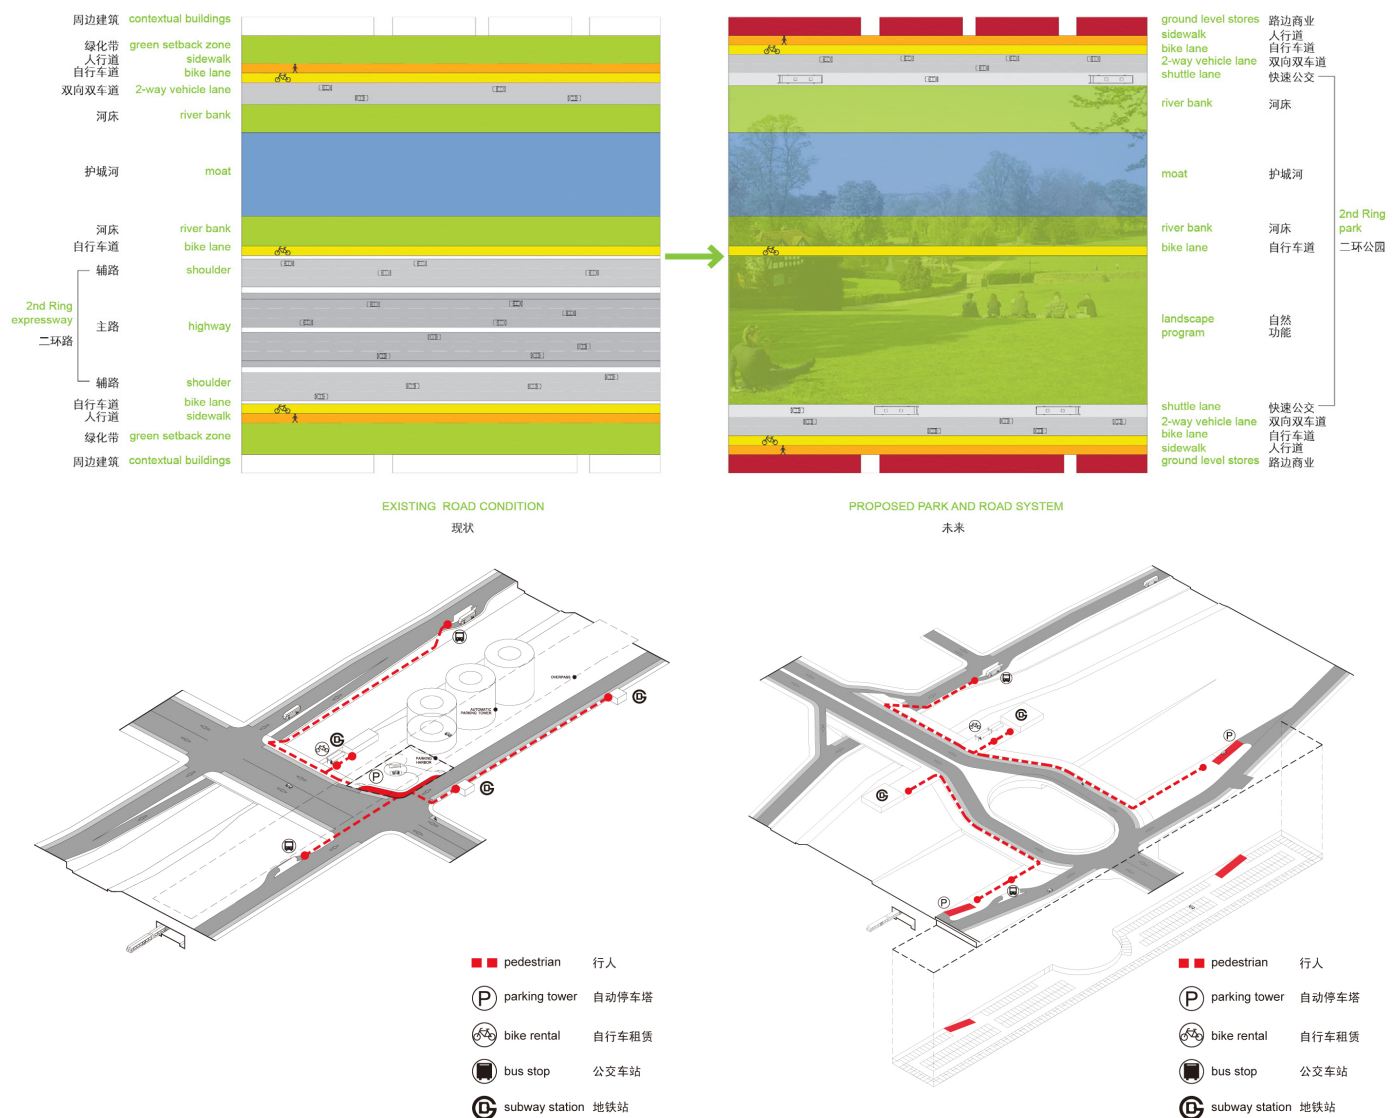 周边建筑 contextual buildings
绿化带 green setback zone
人行道 sidewalk
自行车道 bike lane
双向双车道 2-way vehicle lane
河床 river bank
护城河 moat
河床 river bank
自行车道 bike lane
辅路 shoulder
2nd Ring
expressway
二环路
主路 highway
辅路 shoulder
自行车道 bike lane
人行道 sidewalk
绿化带 green setback zone
周边建筑 contextual buildings
EXISTING ROAD CONDITION
现状
ground level stores 路边商业
sidewalk 人行道
bike lane 自行车道
2-way vehicle lane 双向双车道
shuttle lane 快速公交
river bank 河床
moat 护城河
2nd Ring
park
二环公园
river bank 河床
bike lane 自行车道
landscape 自然
program 功能
shuttle lane 快速公交
2-way vehicle lane 双向双车道
bike lane 自行车道
sidewalk 人行道
ground level stores 路边商业
PROPOSED PARK AND ROAD SYSTEM
未来
OVERPASS
AUTOMATIC
PARKING TOWER
PARKING
HARBOR
P
pedestrian 行人
P parking tower 自动停车塔
bike rental 自行车租赁
bus stop 公交车站
subway station 地铁站
P
P
pedestrian 行人
P parking tower 自动停车塔
bike rental 自行车租赁
bus stop 公交车站
subway station 地铁站